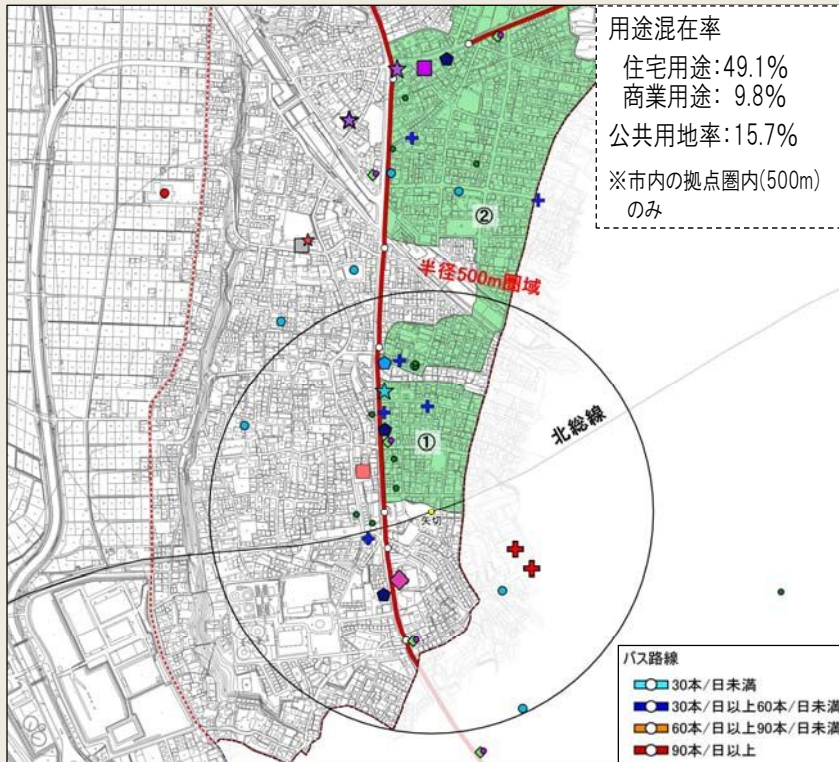 用途混在率
住宅用途:49.1%
商業用途: 9.8%
公共用地率:15.7%
※市内の拠点圏内(500m)
のみ
②
半径500m圏域
北総線
①
矢切
バス路線
30本/日未満
30本/日以上60本/日未満
60本/日以上90本/日未満
90本/日以上